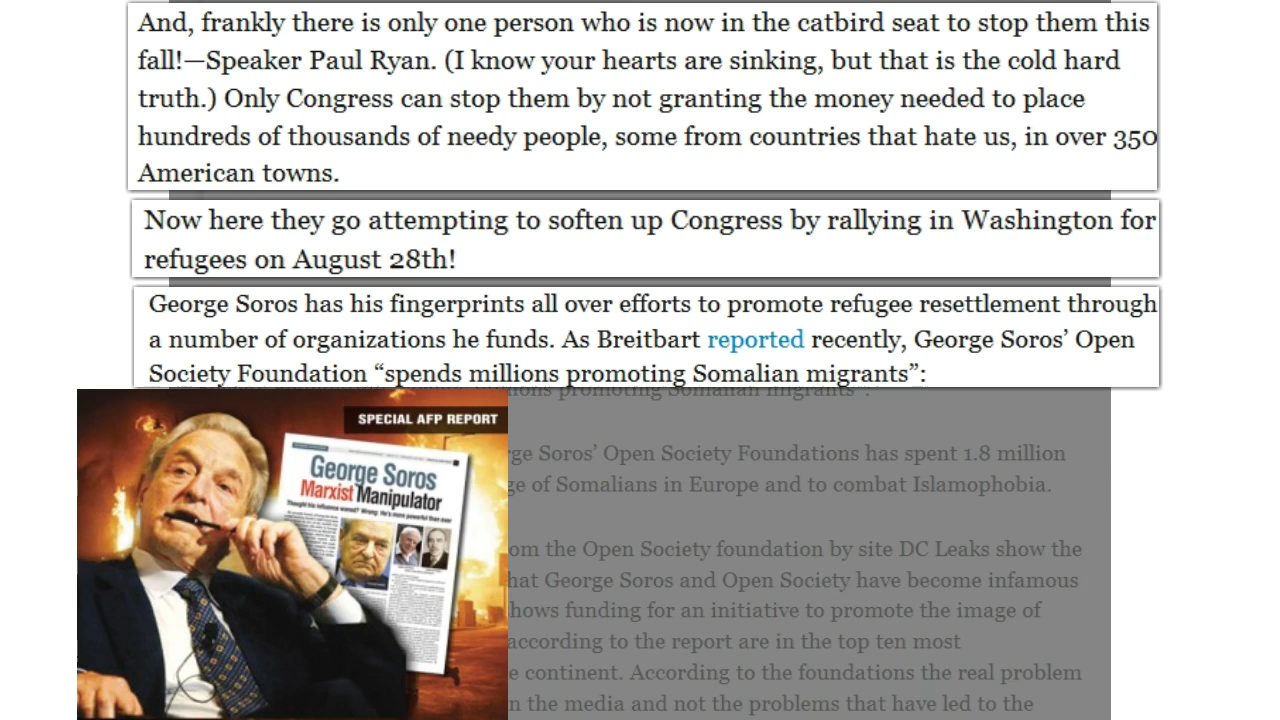 And, frankly there is only one person who is now in the catbird seat to stop them this
fall!—Speaker Paul Ryan. (I know your hearts are sinking, but that is the cold hard
truth.) Only Congress can stop them by not granting the money needed to place
hundreds of thousands of needy people, some from countries that hate us, in over 350
American towns.
Now here they go attempting to soften up Congress by rallying in Washington for
refugees on August 28th!
George Soros has his fingerprints all over efforts to promote refugee resettlement through
a number of organizations he funds. As Breitbart reported recently, George Soros’ Open
Society Foundation “spends millions promoting Somalian migrants”:
promoting Somalian migrants”:
SPECIAL AFP REPORT
George Soros
Marxist Manipulator
Thought his influence waned? Wrong. He's more powerful than ever
Soros’ Open Society Foundations has spent 1.8 million
of Somalians in Europe and to combat Islamophobia.
the Open Society foundation by site DC Leaks show the
that George Soros and Open Society have become infamous
shows funding for an initiative to promote the image of
according to the report are in the top ten most
continent. According to the foundations the real problem
in the media and not the problems that have led to the